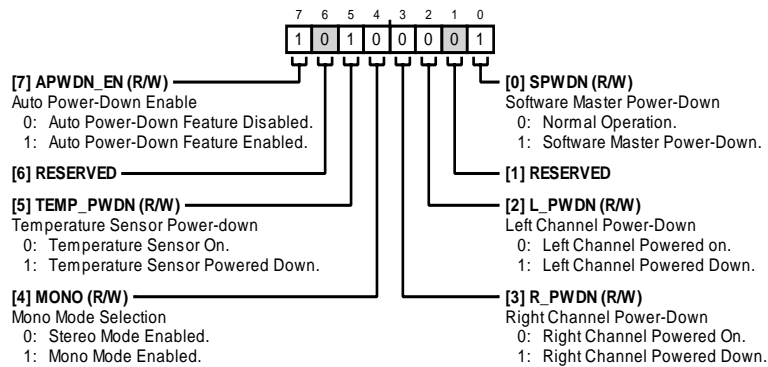 7 6 5 4 3 2 1 0
1 0 1 0 0 0 0 1
[7] APWDN_EN (R/W)
Auto Power-Down Enable
0: Auto Power-Down Feature Disabled.
1: Auto Power-Down Feature Enabled.
[6] RESERVED
[5] TEMP_PWDN (R/W)
Temperature Sensor Power-down
0: Temperature Sensor On.
1: Temperature Sensor Powered Down.
[4] MONO (R/W)
Mono Mode Selection
0: Stereo Mode Enabled.
1: Mono Mode Enabled.
[0] SPWDN (R/W)
Software Master Power-Down
0: Normal Operation.
1: Software Master Power-Down.
[1] RESERVED
[2] L_PWDN (R/W)
Left Channel Power-Down
0: Left Channel Powered on.
1: Left Channel Powered Down.
[3] R_PWDN (R/W)
Right Channel Power-Down
0: Right Channel Powered On.
1: Right Channel Powered Down.